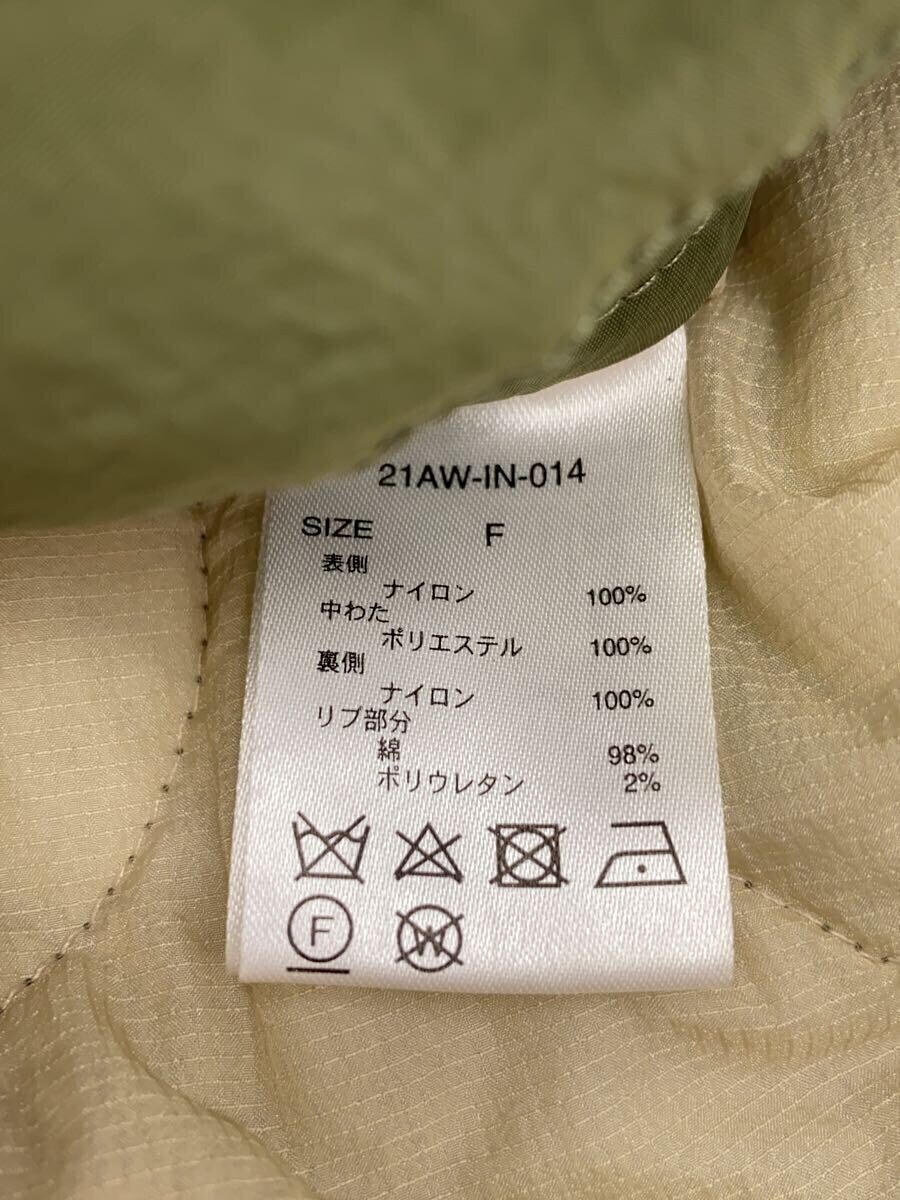 21AW-IN-014
SIZE F
表側
ナイロン 100%
中わた
ポリエステル 100%
裏側
ナイロン 100%
リブ部分
綿 98%
ポリウレタン 2%
F W